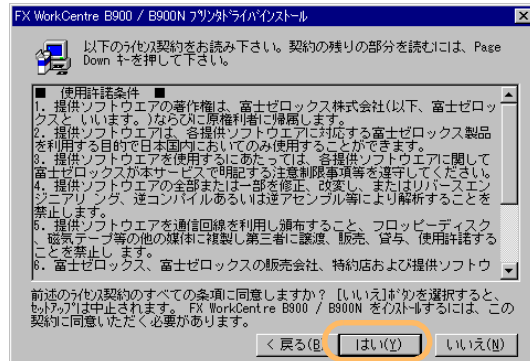 FX WorkCentre B900 / B900N プリンタドライバインストール
以下のライセンス契約をお読み下さい。契約の残りの部分を読むには、Page
Down キーを押して下さい。
■ 使用許諾条件 ■
1. 提供ソフトウエアの著作権は、富士ゼロックス株式会社(以下、富士ゼロッ
クスと いいます。)ならびに原権利者に帰属します。
2. 提供ソフトウエアは、各提供ソフトウエアに対応する富士ゼロックス製品
を利用する目的で日本国内においてのみ使用することができます。
3. 提供ソフトウエアを使用するにあたっては、各提供ソフトウエアに関して
富士ゼロックスが本サービスで明記する注意制限事項等を遵守してください。
4. 提供ソフトウエアの全部または一部を修正、改変し、またはリバースエン
ジニアリ ング、逆コンパイルあるいは逆アセンブル等により解析することを
禁止します。
5. 提供ソフトウエアを通信回線を利用し頒布すること、フロッピーディスク
、磁気テープ等の他の媒体に複製し第三者に譲渡、販売、貸与、使用許諾する
ことを禁止し ます。
6. 富士ゼロックス、富士ゼロックスの販売会社、特約店および提供ソフトウ
前述のライセンス契約のすべての条項に同意しますか？ [いいえ]ボタンを選択すると、
セットアップは中止されます。 FX WorkCentre B900 / B900N をインストールするには、この
契約に同意いただく必要があります。
< 戻る(B) はい(Y) いいえ(N)